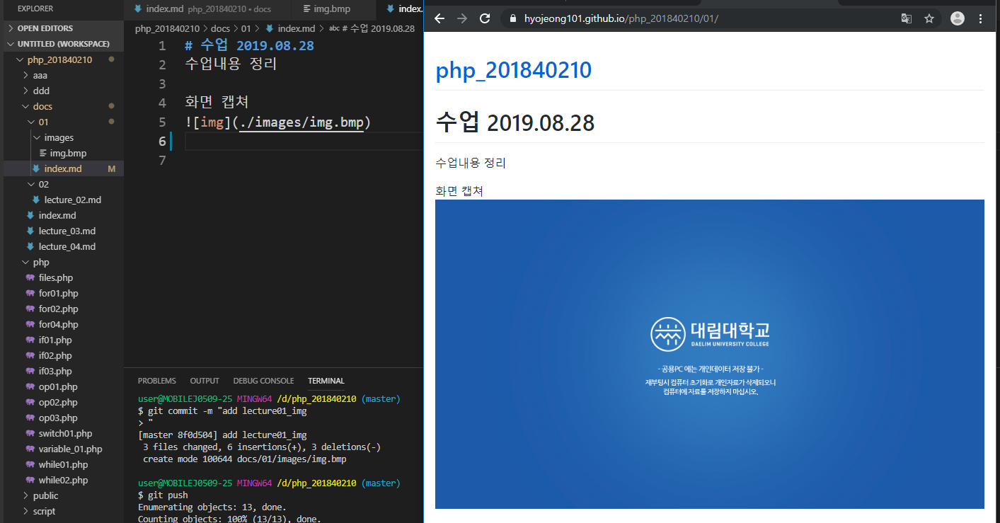 EXPLORER
OPEN EDITORS
UNTITLED (WORKSPACE)
php_201840210
aaa
ddd
docs
01
images
img.bmp
index.md M
02
lecture_02.md
index.md
lecture_03.md
lecture_04.md
php
files.php
for01.php
for02.php
for04.php
if01.php
if02.php
if03.php
op01.php
op02.php
op03.php
switch01.php
variable_01.php
while01.php
while02.php
public
script
index.md php_201840210 • docs
img.bmp
index.
php_201840210 > docs > 01 > index.md > abc # 수업 2019.08.28
1 # 수업 2019.08.28
2 수업내용 정리
3
4 화면 캡쳐
5 ![img](./images/img.bmp)
6
7
PROBLEMS OUTPUT DEBUG CONSOLE TERMINAL
user@MOBILEJ0509-25 MINGW64 /d/php_201840210 (master)
$ git commit -m "add lecture01_img
> "
[master 8f0d504] add lecture01_img
3 files changed, 6 insertions(+), 3 deletions(-)
create mode 100644 docs/01/images/img.bmp
user@MOBILEJ0509-25 MINGW64 /d/php_201840210 (master)
$ git push
Enumerating objects: 13, done.
Counting objects: 100% (13/13), done.
hyojeong101.github.io/php_201840210/01/
php_201840210
수업 2019.08.28
수업내용 정리
화면 캡쳐
대림대학교
DAELIM UNIVERSITY COLLEGE
- 공용PC 에는 개인데이터 저장 불가 -
재부팅시 컴퓨터 초기화로 개인자료가 삭제되오니
컴퓨터에 자료를 저장하지 마십시오.